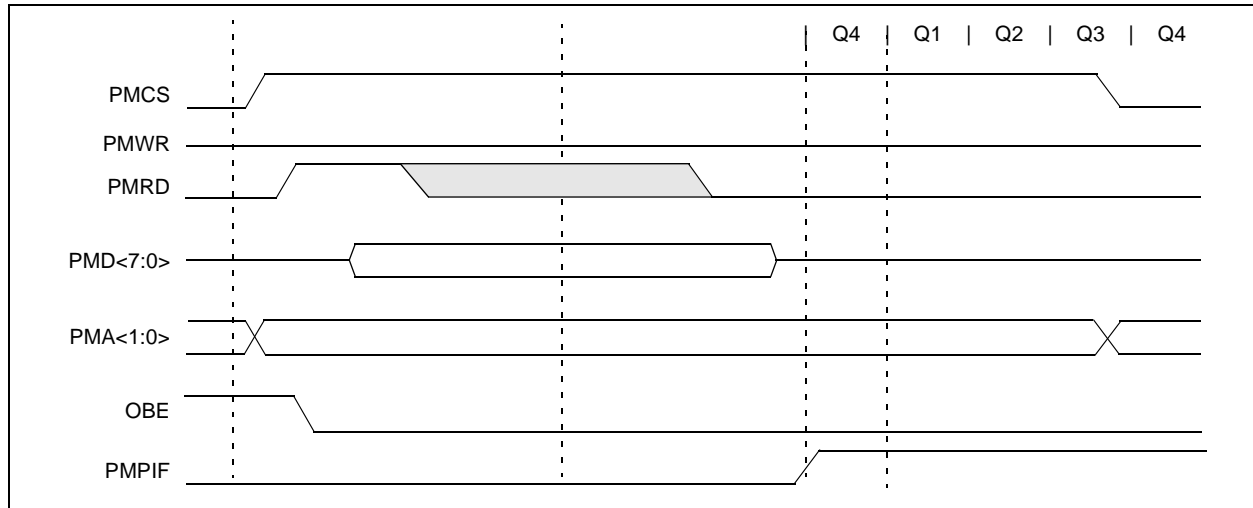 | Q4 | Q1 | Q2 | Q3 | Q4
PMCS
PMWR
PMRD
PMD<7:0>
PMA<1:0>
OBE
PMPIF